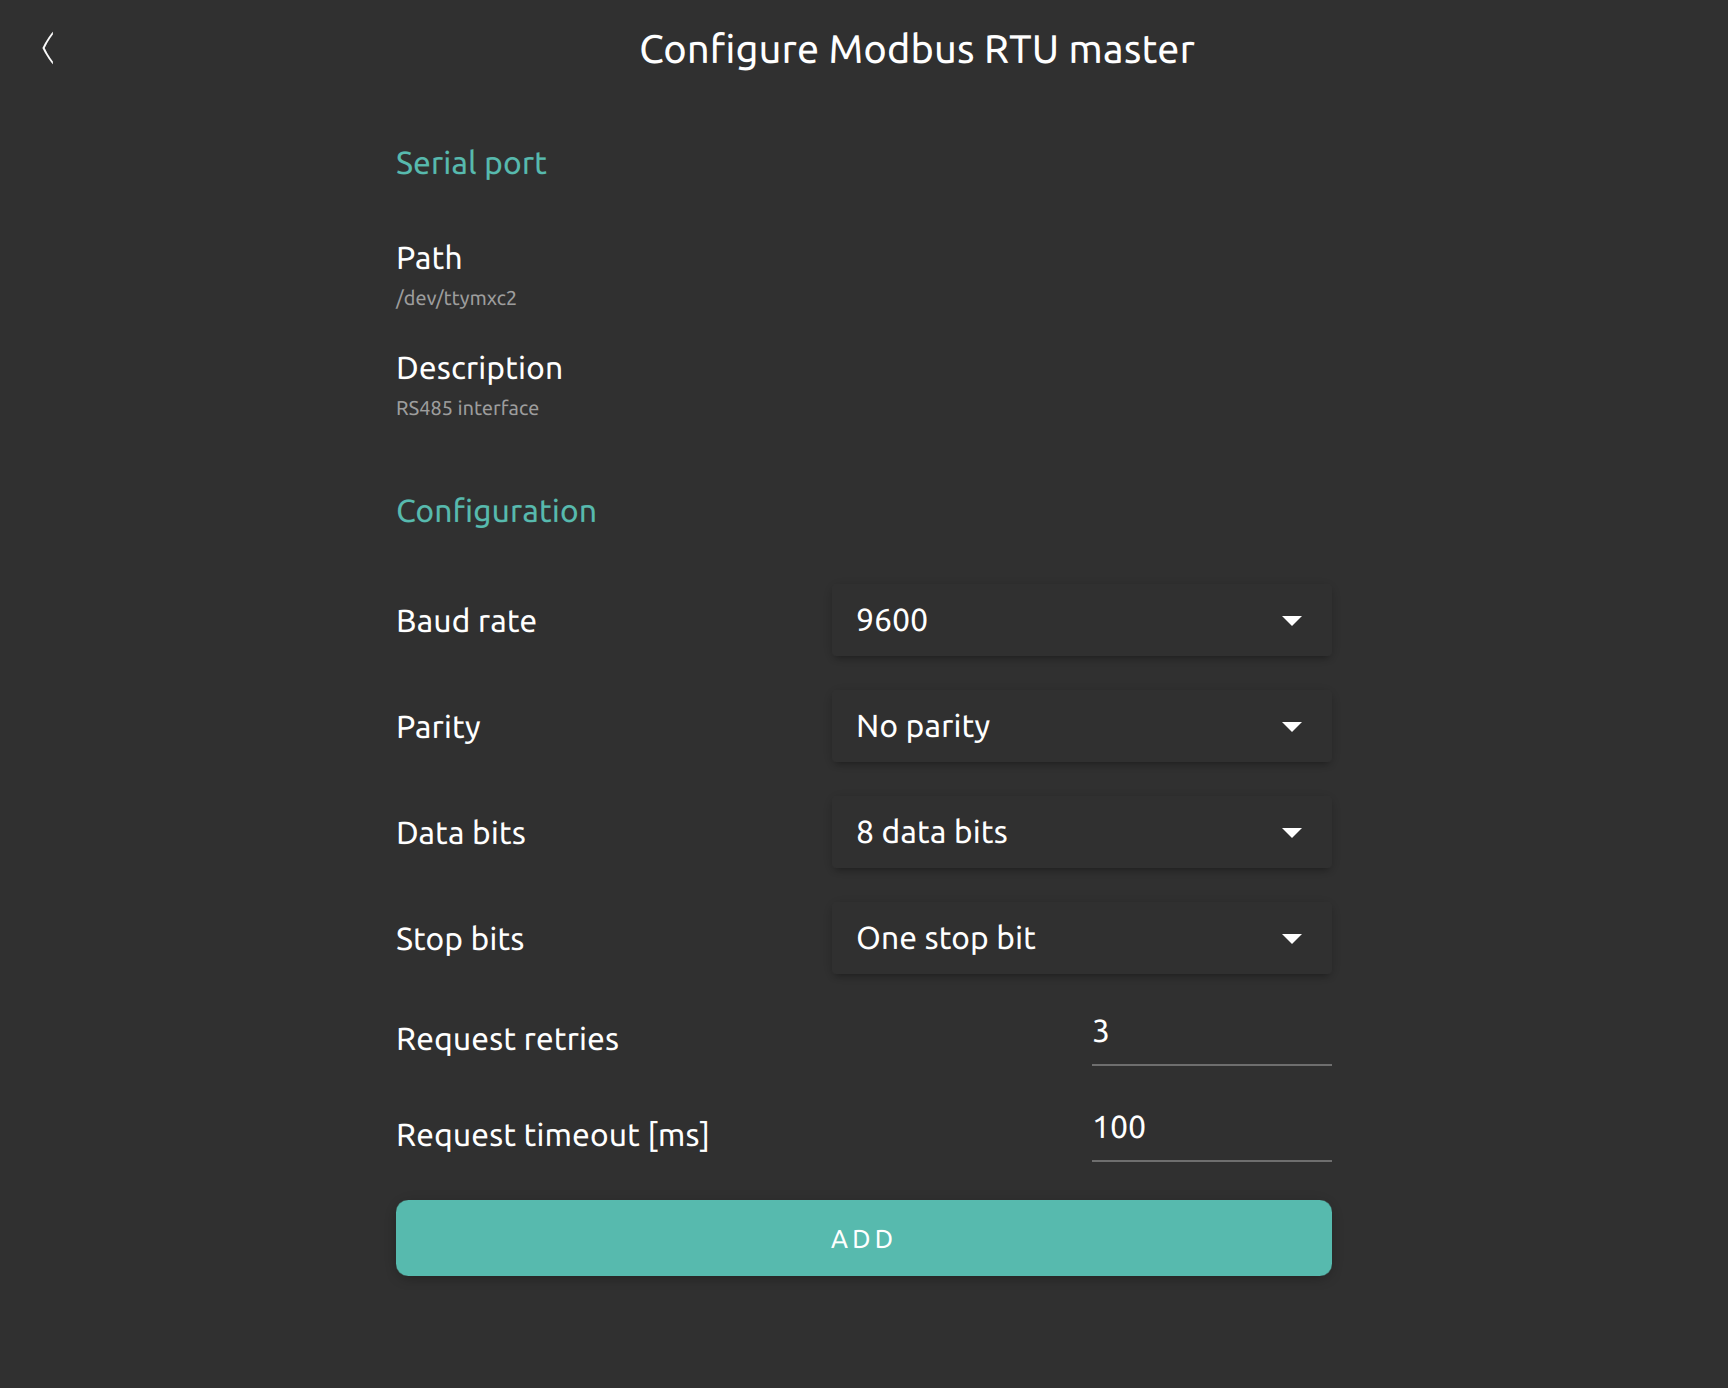 Configure Modbus RTU master
Serial port
Path
/dev/ttymxc2
Description
RS485 interface
Configuration
Baud rate 9600
Parity No parity
Data bits 8 data bits
Stop bits One stop bit
Request retries 3
Request timeout [ms] 100
ADD